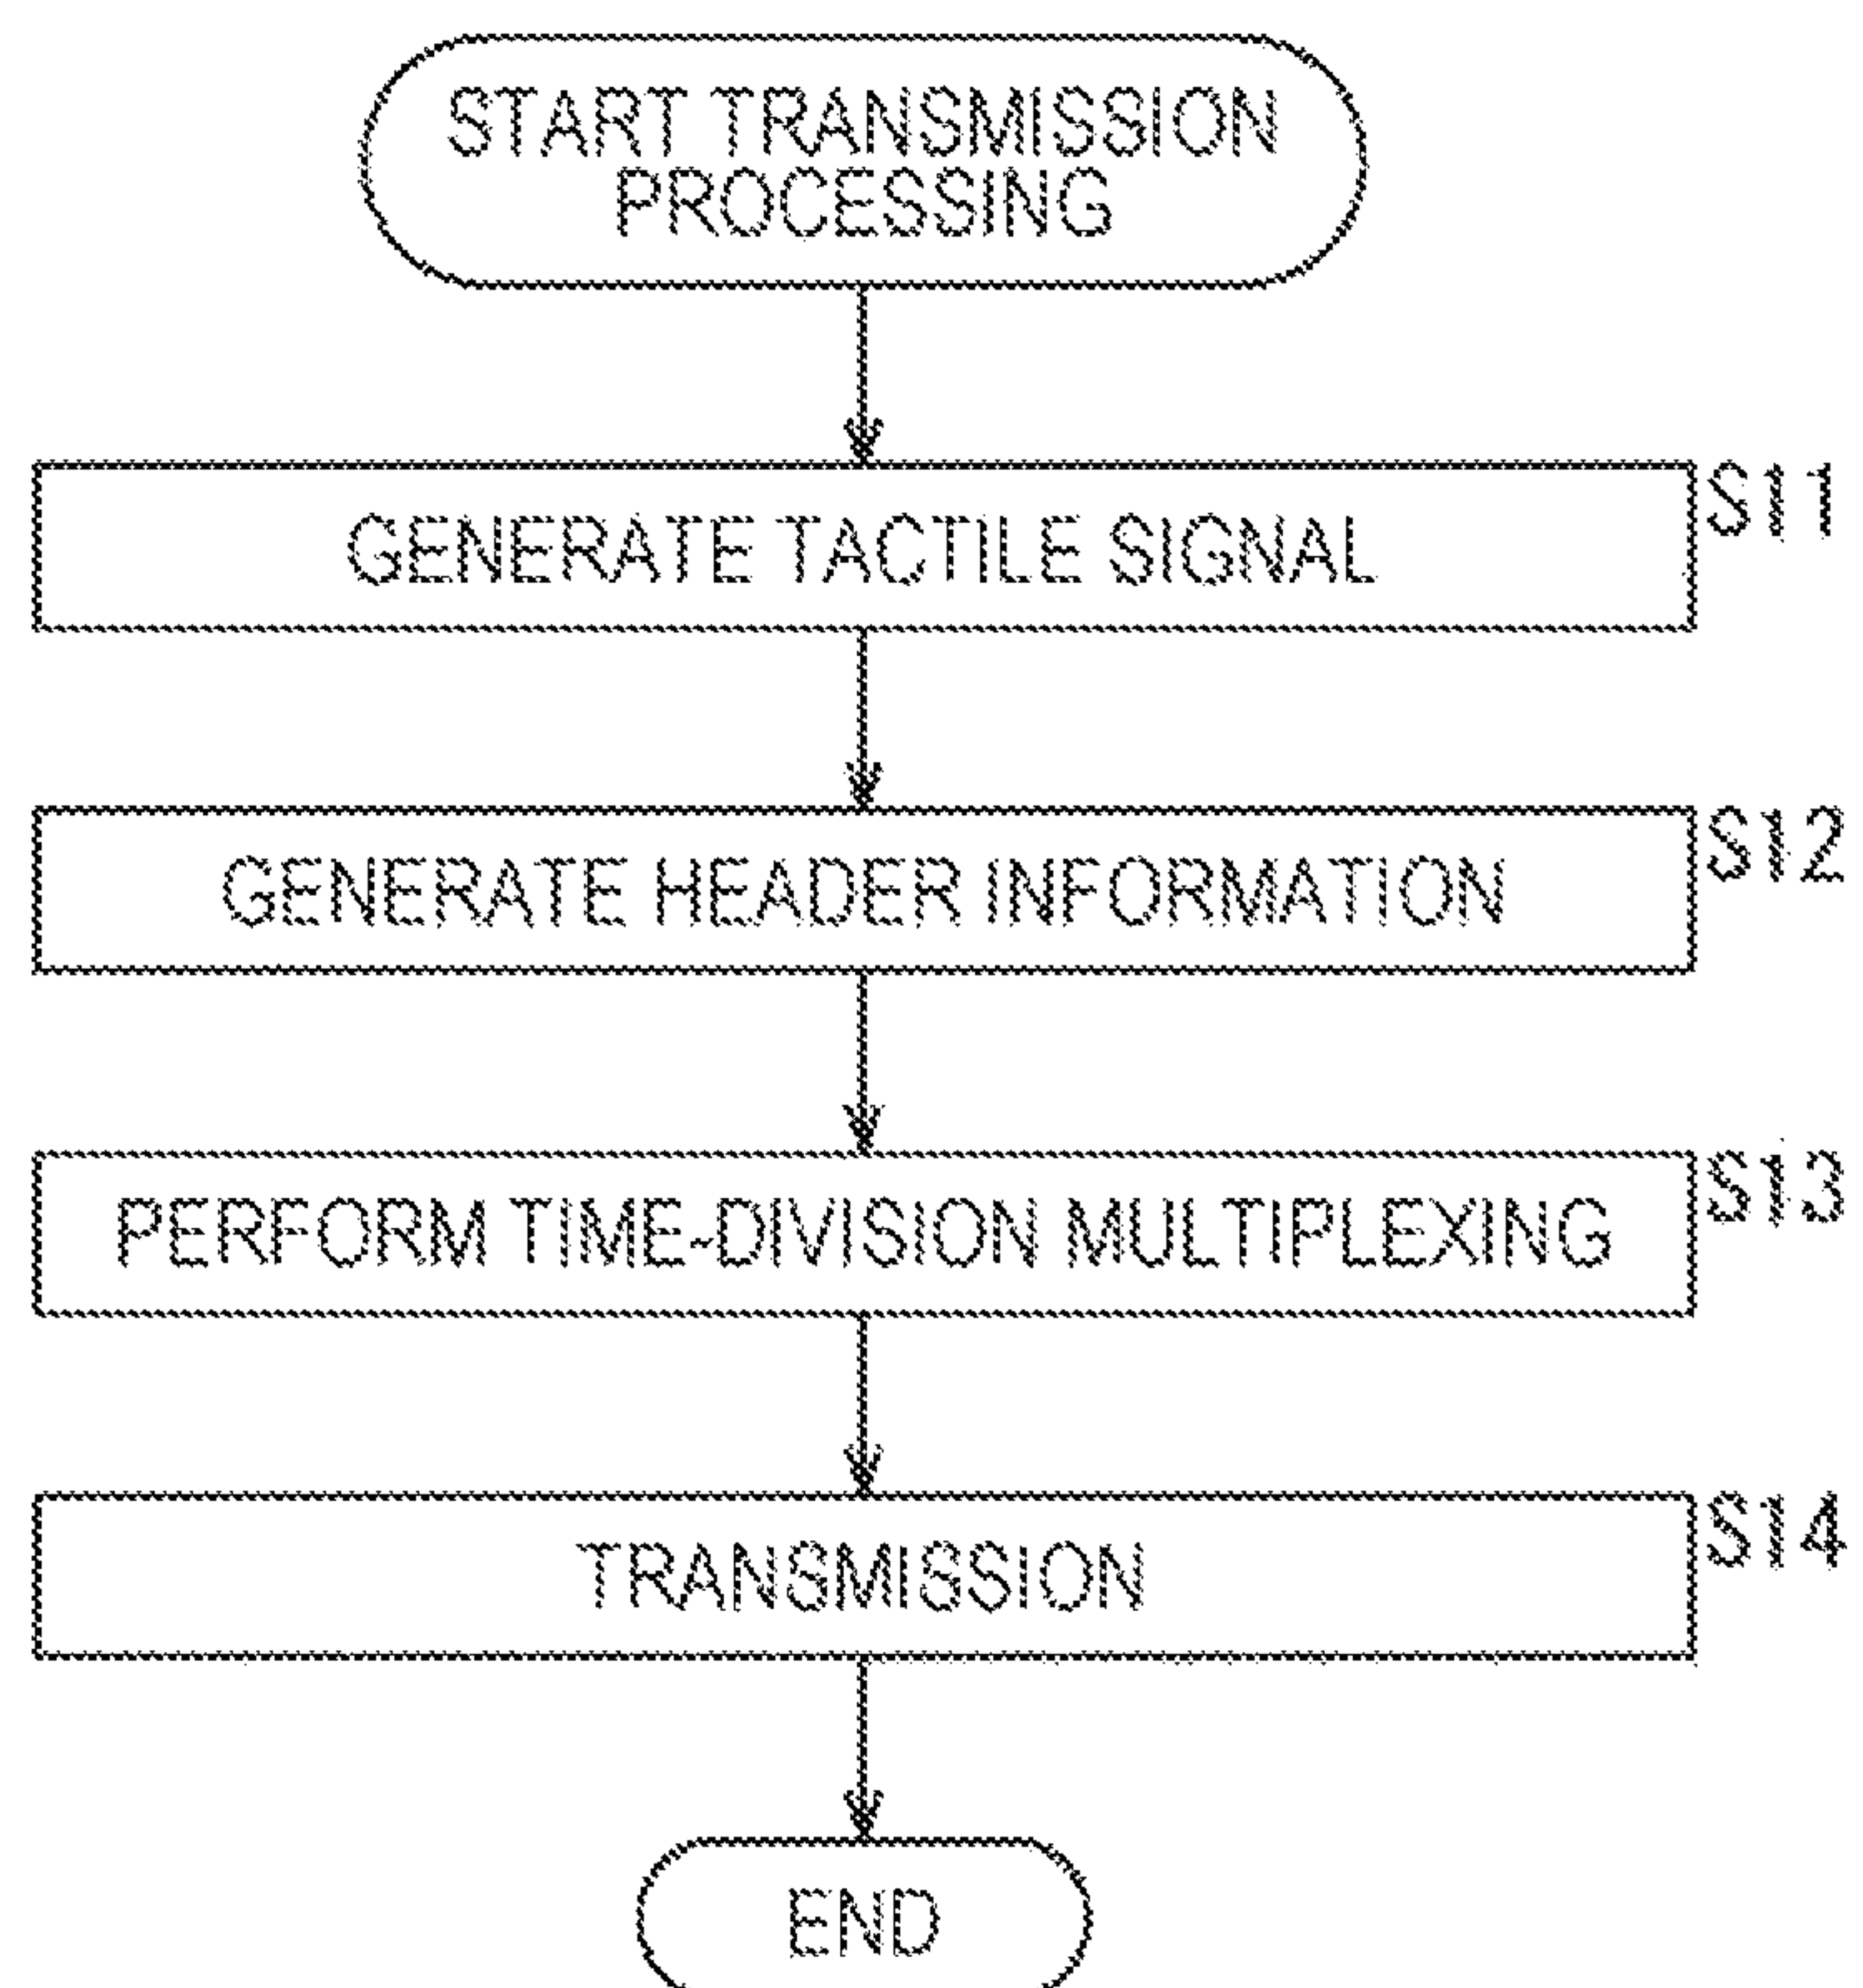 START TRANSMISSION
PROCESSING
GENERATE TACTILE SIGNAL
S11
GENERATE HEADER INFORMATION
S12
PERFORM TIME-DIVISION MULTIPLEXING
S13
TRANSMISSION
S14
END